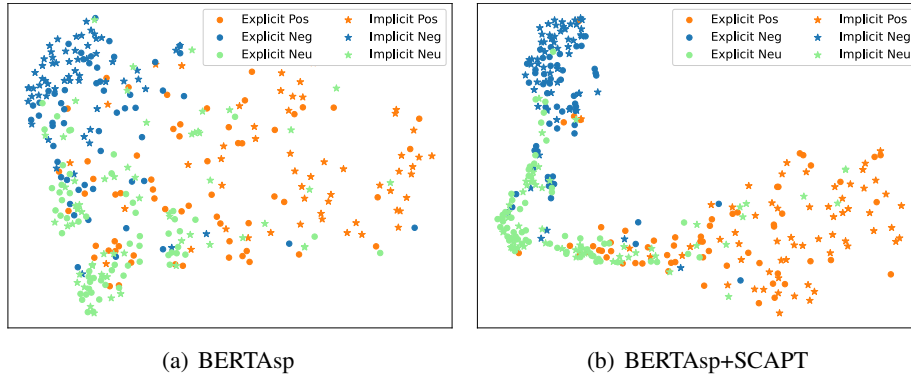 Explicit Pos Implicit Pos
Explicit Neg Implicit Neg
Explicit Neu Implicit Neu
Explicit Pos Implicit Pos
Explicit Neg Implicit Neg
Explicit Neu Implicit Neu
(a) BERTAsp
(b) BERTAsp+SCAPT